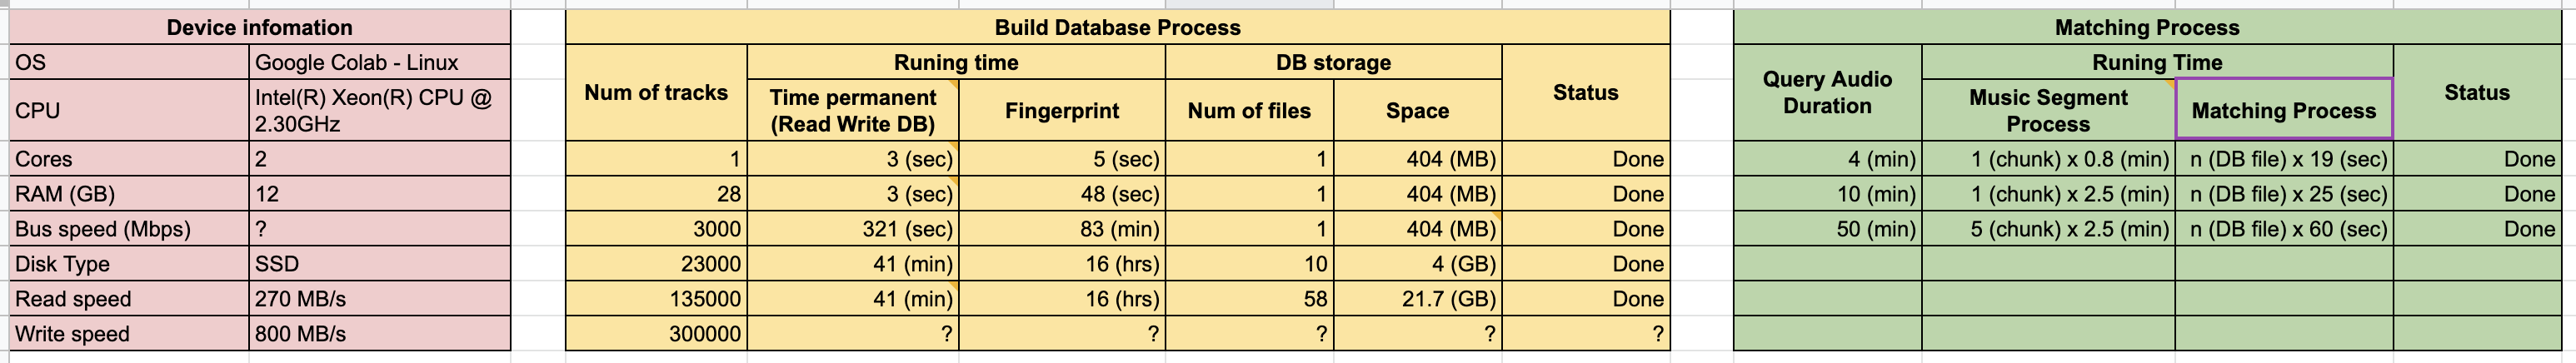 Device infomation
OS Google Colab - Linux
CPU Intel(R) Xeon(R) CPU @
2.30GHz
Cores 2
RAM (GB) 12
Bus speed (Mbps) ?
Disk Type SSD
Read speed 270 MB/s
Write speed 800 MB/s
Build Database Process
Num of tracks Runing time DB storage Status
Time permanent
(Read Write DB) Fingerprint Num of files Space
1 3 (sec) 5 (sec) 1 404 (MB) Done
28 3 (sec) 48 (sec) 1 404 (MB) Done
3000 321 (sec) 83 (min) 1 404 (MB) Done
23000 41 (min) 16 (hrs) 10 4 (GB) Done
135000 41 (min) 16 (hrs) 58 21.7 (GB) Done
300000 ? ? ? ? ?
Matching Process
Query Audio
Duration Runing Time Status
Music Segment
Process Matching Process
4 (min) 1 (chunk) x 0.8 (min) n (DB file) x 19 (sec) Done
10 (min) 1 (chunk) x 2.5 (min) n (DB file) x 25 (sec) Done
50 (min) 5 (chunk) x 2.5 (min) n (DB file) x 60 (sec) Done